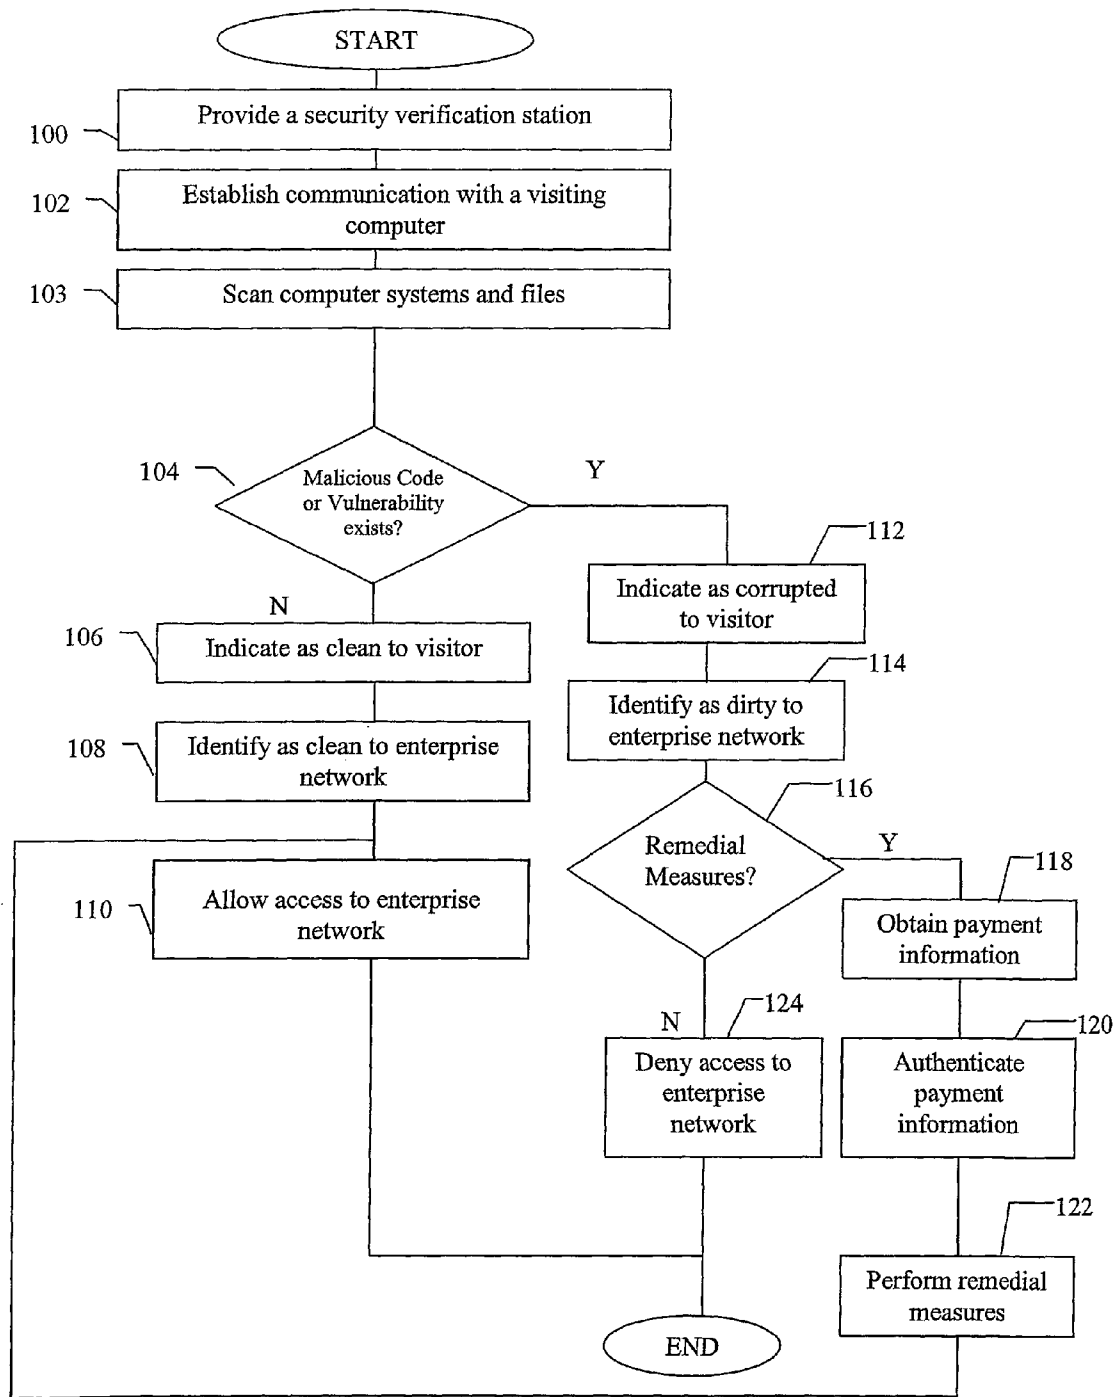 START
100
Provide a security verification station
102
Establish communication with a visiting
computer
103
Scan computer systems and files
104
Malicious Code
or Vulnerability
exists?
Y
N
112
Indicate as corrupted
to visitor
106
Indicate as clean to visitor
114
Identify as dirty to
enterprise network
108
Identify as clean to enterprise
network
116
Remedial
Measures?
Y
N
110
Allow access to enterprise
network
118
Obtain payment
information
124
Deny access to
enterprise
network
120
Authenticate
payment
information
122
Perform remedial
measures
END